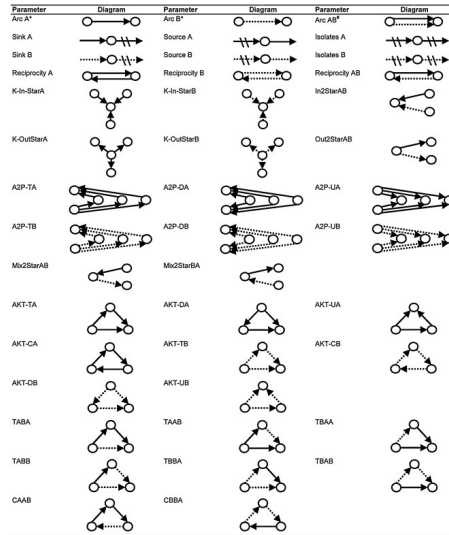 Parameter Diagram Parameter Diagram Parameter Diagram
Arc A* Arc B* Arc AB#
Sink A Source A Isolates A
Sink B Source B Isolates B
Reciprocity A Reciprocity B Reciprocity AB
K-In-StarA K-In-StarB In2StarAB
K-OutStarA K-OutStarB Out2StarAB
A2P-TA A2P-DA A2P-UA
A2P-TB A2P-DB A2P-UB
Mix2StarAB Mix2StarBA
AKT-TA AKT-DA AKT-UA
AKT-CA AKT-TB AKT-CB
AKT-DB AKT-UB
TABA TAAB TBAA
TABB TBBA TBAB
CAAB CBBA